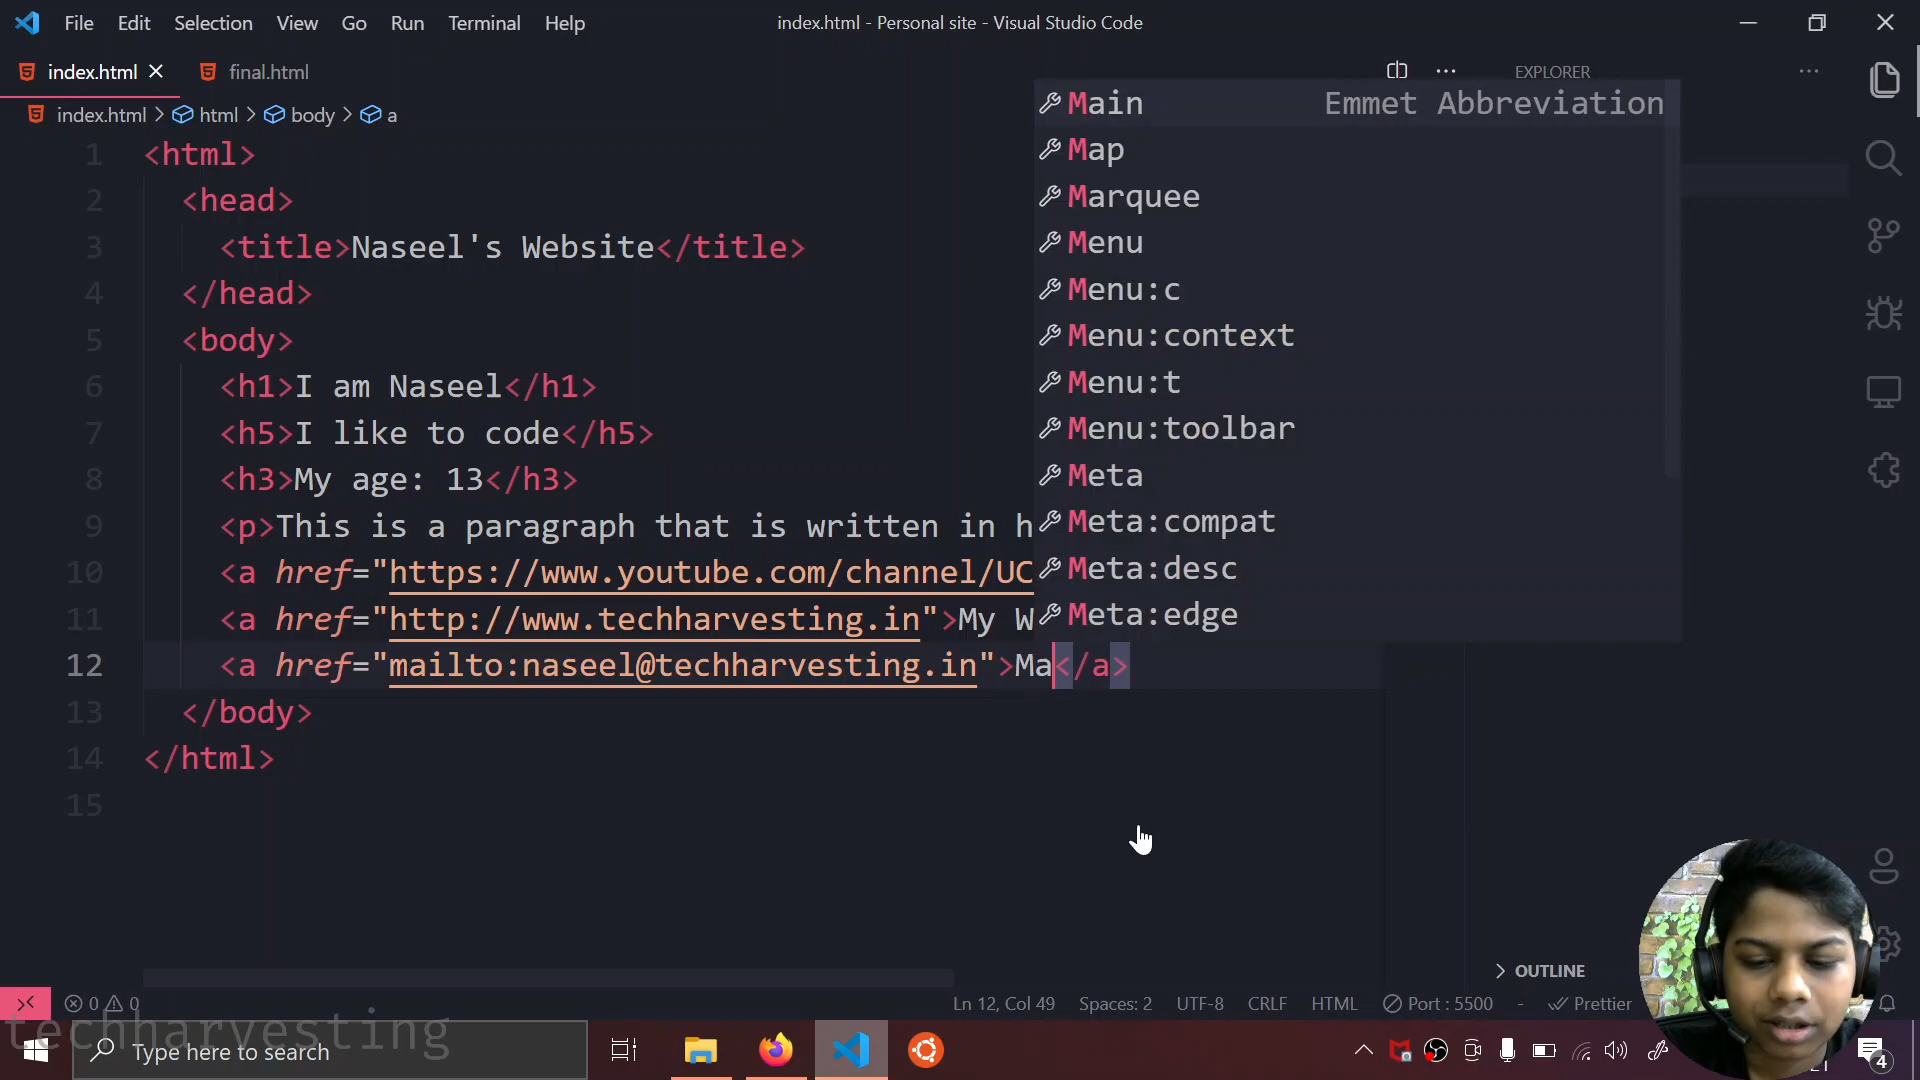 File Edit Selection View Go Run Terminal Help
index.html - Personal site - Visual Studio Code
index.html final.html
EXPLORER
index.html > html > body > a
1 <html>
2 <head>
3 <title>Naseel's Website</title>
4 </head>
5 <body>
6 <h1>I am Naseel</h1>
7 <h5>I like to code</h5>
8 <h3>My age: 13</h3>
9 <p>This is a paragraph that is written in h
10 <a href="https://www.youtube.com/channel/UC
11 <a href="http://www.techharvesting.in">My W
12 <a href="mailto:naseel@techharvesting.in">Ma</a>
13 </body>
14 </html>
15
Main Emmet Abbreviation
Map
Marquee
Menu
Menu:c
Menu:context
Menu:t
Menu:toolbar
Meta
Meta:compat
Meta:desc
Meta:edge
OUTLINE
0 0 Ln 12, Col 49 Spaces: 2 UTF-8 CRLF HTML Port : 5500 - Prettier
techharvesting
Type here to search
4